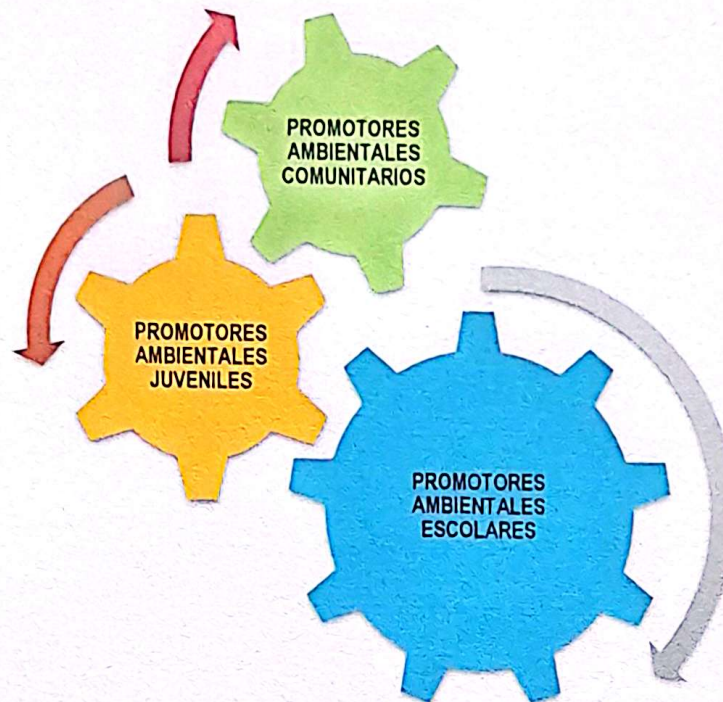 PROMOTORES
AMBIENTALES
COMUNITARIOS
PROMOTORES
AMBIENTALES
JUVENILES
PROMOTORES
AMBIENTALES
ESCOLARES